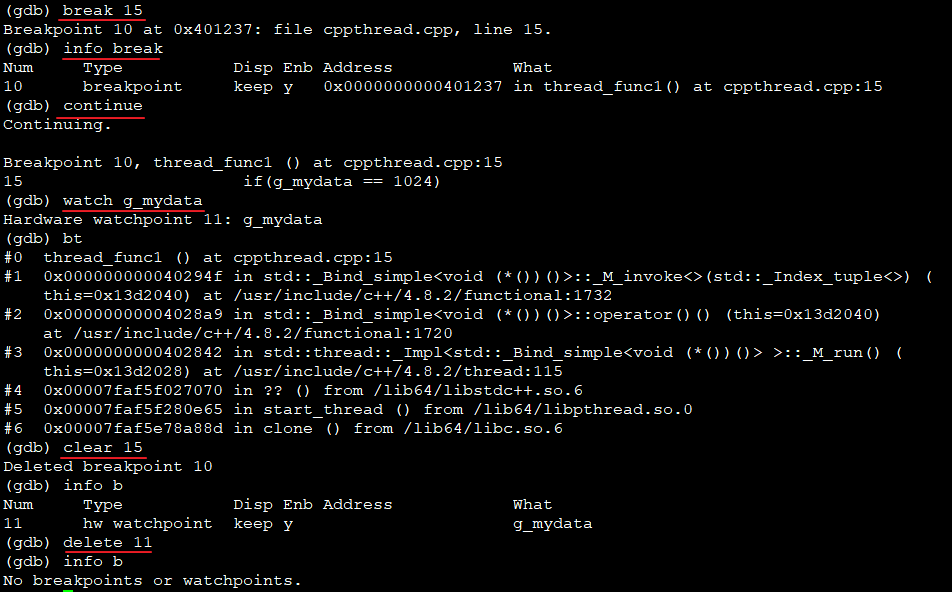 (gdb) break 15
Breakpoint 10 at 0x401237: file cppthread.cpp, line 15.
(gdb) info break
Num     Type           Disp Enb Address            What
10      breakpoint     keep y   0x0000000000401237 in thread_func1() at cppthread.cpp:15
(gdb) continue
Continuing.

Breakpoint 10, thread_func1 () at cppthread.cpp:15
15                      if(g_mydata == 1024)
(gdb) watch g_mydata
Hardware watchpoint 11: g_mydata
(gdb) bt
#0  thread_func1 () at cppthread.cpp:15
#1  0x000000000040294f in std::_Bind_simple<void (*())()>::_M_invoke<>(std::_Index_tuple<>) (
    this=0x13d2040) at /usr/include/c++/4.8.2/functional:1732
#2  0x00000000004028a9 in std::_Bind_simple<void (*())()>::operator()() (this=0x13d2040)
    at /usr/include/c++/4.8.2/functional:1720
#3  0x0000000000402842 in std::thread::_Impl<std::_Bind_simple<void (*())()> >::_M_run() (
    this=0x13d2028) at /usr/include/c++/4.8.2/thread:115
#4  0x00007faf5f027070 in ?? () from /lib64/libstdc++.so.6
#5  0x00007faf5f280e65 in start_thread () from /lib64/libpthread.so.0
#6  0x00007faf5e78a88d in clone () from /lib64/libc.so.6
(gdb) clear 15
Deleted breakpoint 10
(gdb) info b
Num     Type           Disp Enb Address            What
11      hw watchpoint  keep y                      g_mydata
(gdb) delete 11
(gdb) info b
No breakpoints or watchpoints.